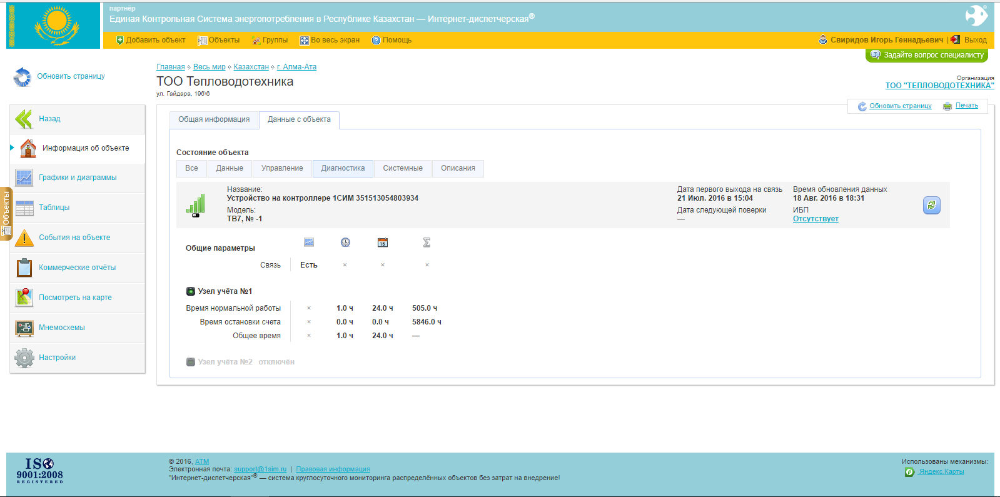 партнёр
Единая Контрольная Система энергопотребления в Республике Казахстан — Интернет-диспетчерская®
Добавить объект Объекты Группы Во весь экран Помощь Свиридов Игорь Геннадьевич | Выход
Задайте вопрос специалисту
Обновить страницу
Главная Весь мир Казахстан г. Алма-Ата
ТОО Тепловодотехника
ул. Гайдара, 196\6
Организация
ТОО "ТЕПЛОВОДОТЕХНИКА"
Обновить страницу Печать
Назад
Информация об объекте
Графики и диаграммы
Таблицы
События на объекте
Коммерческие отчёты
Посмотреть на карте
Мнемосхемы
Настройки
Объекты
Общая информация Данные с объекта
Состояние объекта
Все Данные Управление Диагностика Системные Описания
Название:
Устройство на контроллере 1СИМ 351513054803934
Модель:
ТВ7, № -1
Дата первого выхода на связь
21 Июл. 2016 в 15:04
Дата следующей поверки
—
Время обновления данных
18 Авг. 2016 в 18:31
ИБП
Отсутствует
15
Общие параметры
Связь Есть × × ×
Узел учёта №1
Время нормальной работы × 1.0 ч 24.0 ч 505.0 ч
Время остановки счета × 0.0 ч 0.0 ч 5846.0 ч
Общее время × 1.0 ч 24.0 ч —
Узел учёта №2 отключён
ISO
9001:2008
REGISTERED
© 2016, АТМ
Электронная почта: support@1sim.ru | Правовая информация
"Интернет-диспетчерская"® — система круглосуточного мониторинга распределённых объектов без затрат на внедрение!
Использованы механизмы:
Яндекс.Карты